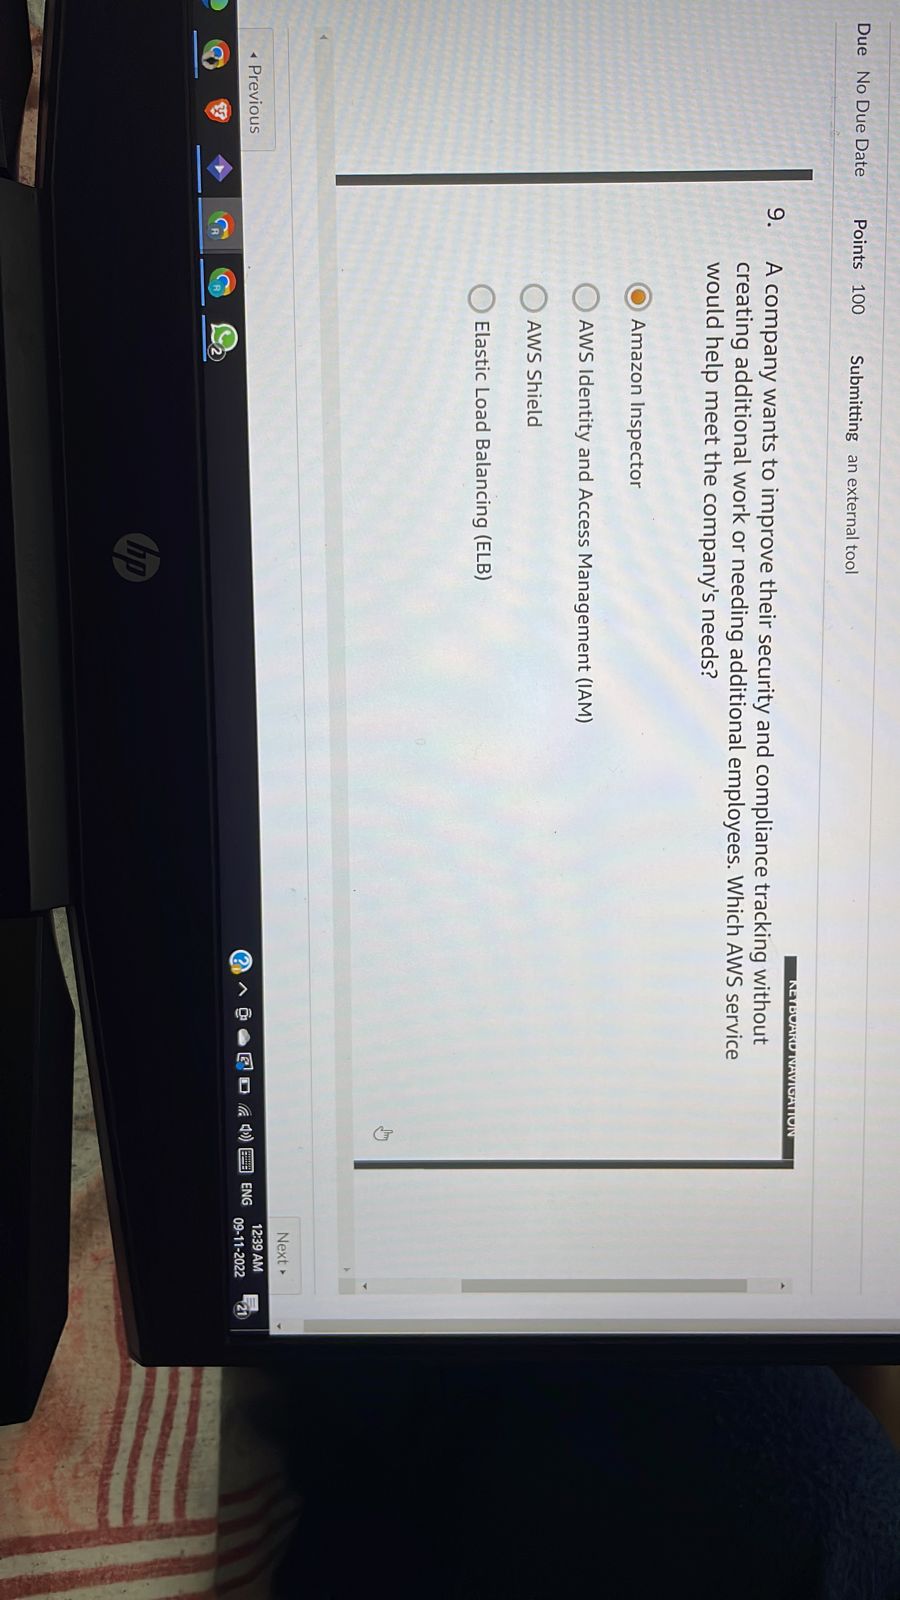 Due No Due Date Points 100 Submitting an external tool
KEYBOARD NAVIGATION
9. A company wants to improve their security and compliance tracking without
creating additional work or needing additional employees. Which AWS service
would help meet the company's needs?
Amazon Inspector
AWS Identity and Access Management (IAM)
AWS Shield
Elastic Load Balancing (ELB)
Previous
Next
R
R
2
ENG
12:39 AM
09-11-2022
21
hp